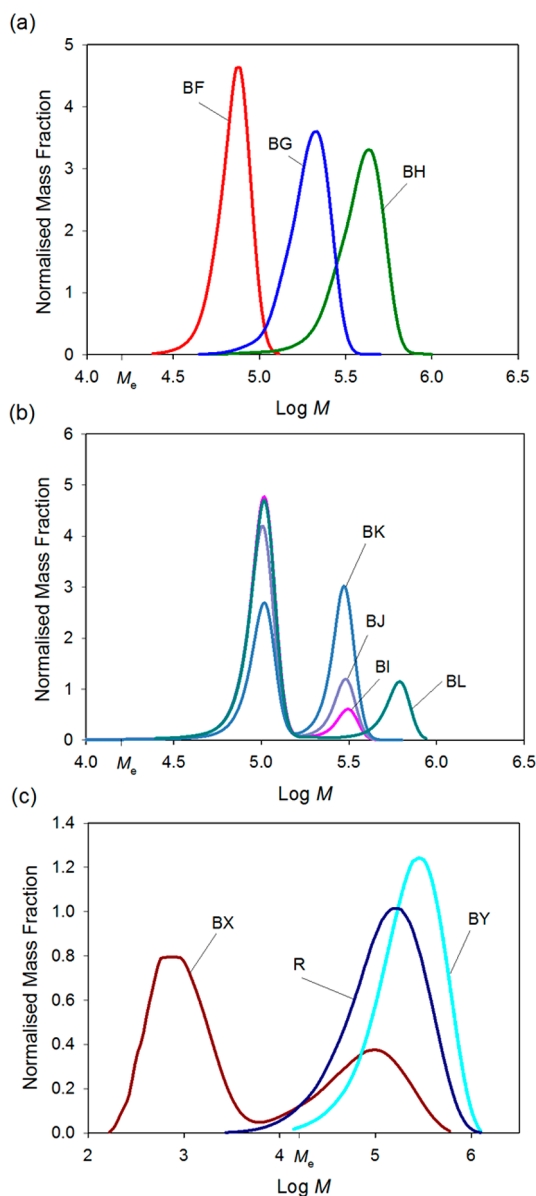 (a)
5
4
3
2
1
0
Normalised Mass Fraction
BF
BG
BH
4.0 Me 4.5 5.0 5.5 6.0 6.5
Log M
(b)
6
5
4
3
2
1
0
Normalised Mass Fraction
BK
BJ
BI
BL
4.0 Me 4.5 5.0 5.5 6.0 6.5
Log M
(c)
1.4
1.2
1.0
0.8
0.6
0.4
0.2
0.0
Normalised Mass Fraction
BX
R
BY
2 3 4 Me 5 6
Log M